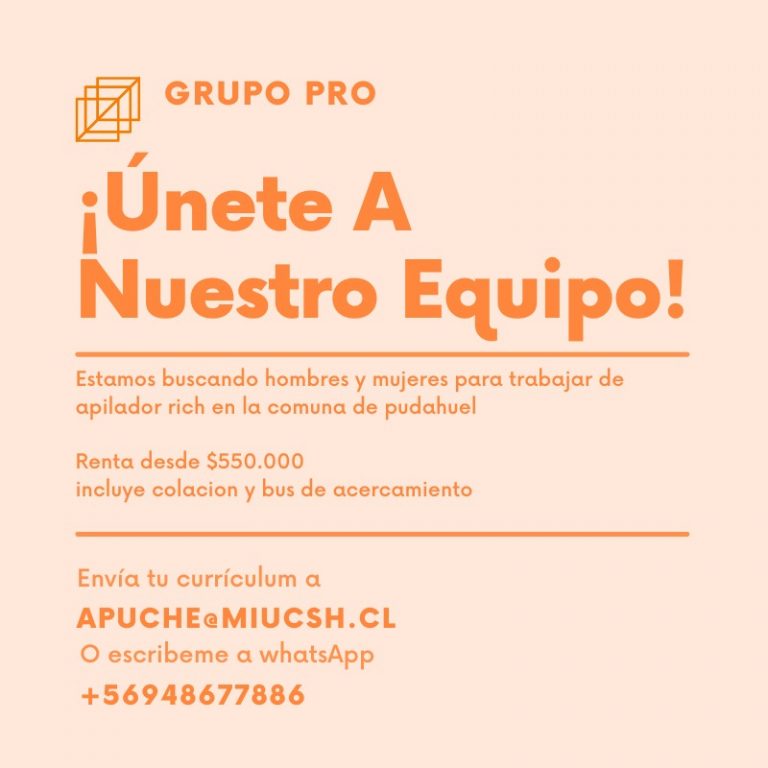 GRUPO PRO
¡Únete A
Nuestro Equipo!
Estamos buscando hombres y mujeres para trabajar de
apilador rich en la comuna de pudahuel
Renta desde $550.000
incluye colacion y bus de acercamiento
Envía tu currículum a
APUCHE@MIUCSH.CL
O escribeme a whatsApp
+56948677886